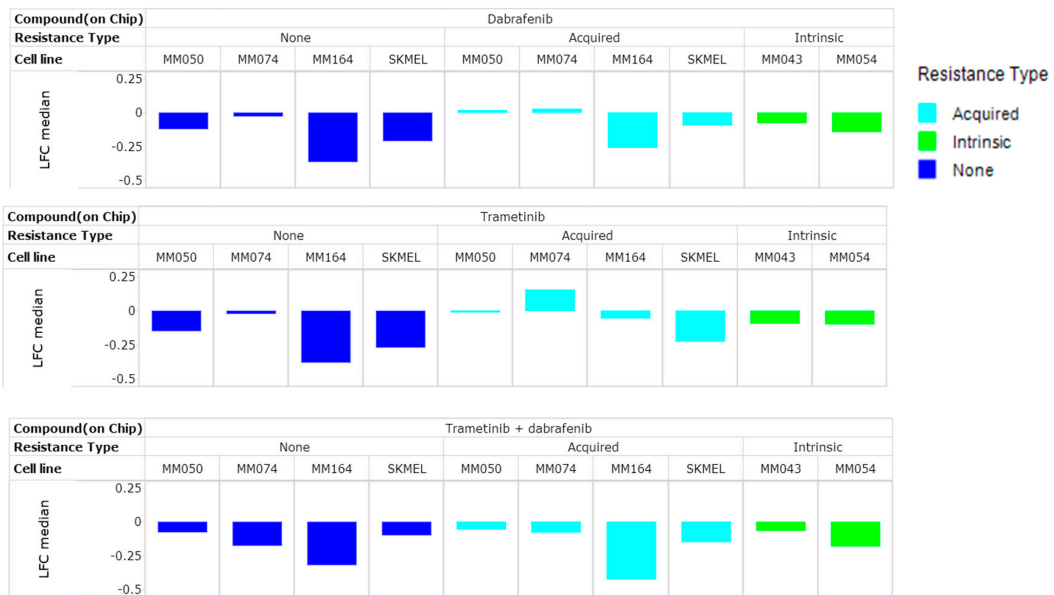 Compound(on Chip) Dabrafenib
Resistance Type None Acquired Intrinsic
Cell line MM050 MM074 MM164 SKMEL MM050 MM074 MM164 SKMEL MM043 MM054
LFC median
0.25
0
-0.25
-0.5
Resistance Type
Acquired
Intrinsic
None
Compound(on Chip) Trametinib
Resistance Type None Acquired Intrinsic
Cell line MM050 MM074 MM164 SKMEL MM050 MM074 MM164 SKMEL MM043 MM054
LFC median
0.25
0
-0.25
-0.5
Compound(on Chip) Trametinib + dabrafenib
Resistance Type None Acquired Intrinsic
Cell line MM050 MM074 MM164 SKMEL MM050 MM074 MM164 SKMEL MM043 MM054
LFC median
0.25
0
-0.25
-0.5